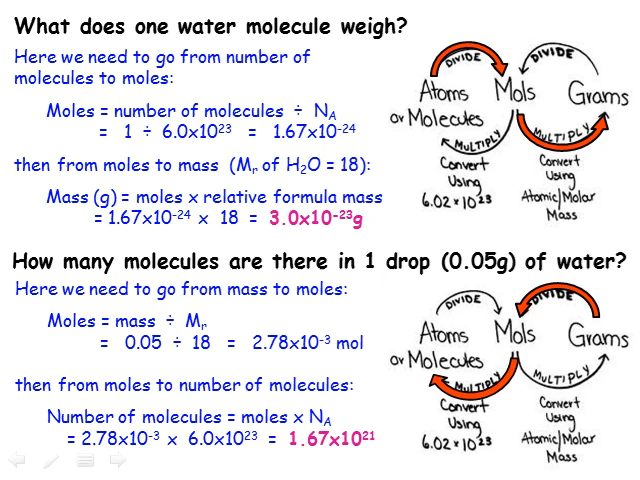 What does one water molecule weigh?
Here we need to go from number of
molecules to moles:
Moles = number of molecules ÷ N_A
= 1 ÷ 6.0x10²³ = 1.67x10⁻²⁴
then from moles to mass (Mᵣ of H₂O = 18):
Mass (g) = moles x relative formula mass
= 1.67x10⁻²⁴ x 18 = 3.0x10⁻²³g
DIVIDE
DIVIDE
Atoms
or Molecules
Mols
Grams
MULTIPLY
MULTIPLY
Convert
Using
6.02 x 10²³
Convert
Using
Atomic/Molar
Mass
How many molecules are there in 1 drop (0.05g) of water?
Here we need to go from mass to moles:
Moles = mass ÷ Mᵣ
= 0.05 ÷ 18 = 2.78x10⁻³ mol
then from moles to number of molecules:
Number of molecules = moles x N_A
= 2.78x10⁻³ x 6.0x10²³ = 1.67x10²¹
DIVIDE
DIVIDE
Atoms
or Molecules
Mols
Grams
MULTIPLY
MULTIPLY
Convert
Using
6.02 x 10²³
Convert
Using
Atomic/Molar
Mass